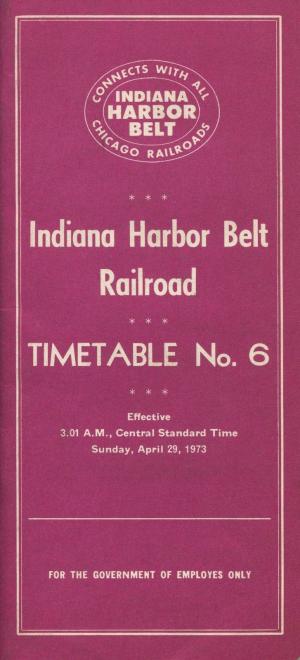 CONNECTS WITH ALL
INDIANA
HARBOR
BELT
CHICAGO RAILROADS
* * *
Indiana Harbor Belt
Railroad
* * *
TIMETABLE No. 6
* * *
Effective
3.01 A.M., Central Standard Time
Sunday, April 29, 1973
FOR THE GOVERNMENT OF EMPLOYES ONLY